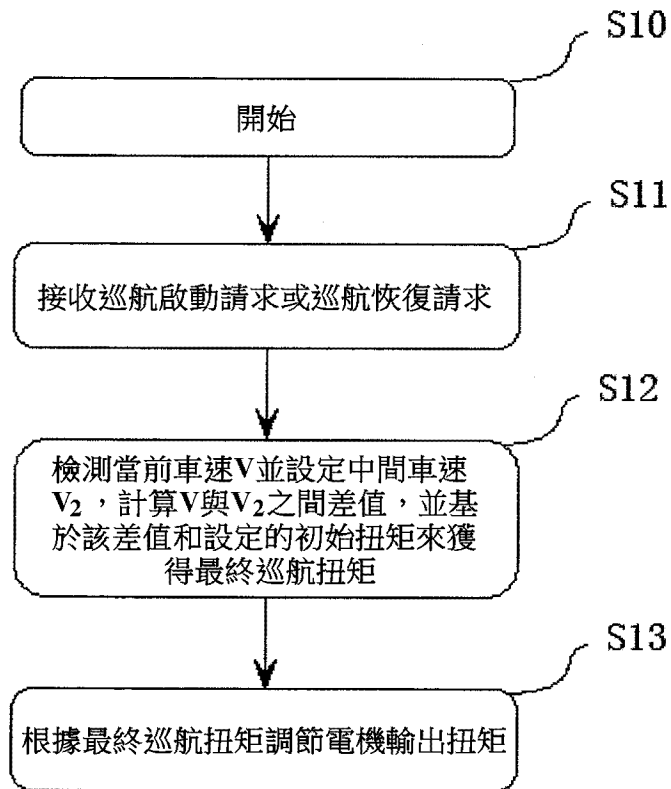 S10
開始
S11
接收巡航啟動請求或巡航恢復請求
S12
檢測當前車速V並設定中間車速
V₂，計算V與V₂之間差值，並基
於該差值和設定的初始扭矩來獲
得最終巡航扭矩
S13
根據最終巡航扭矩調節電機輸出扭矩